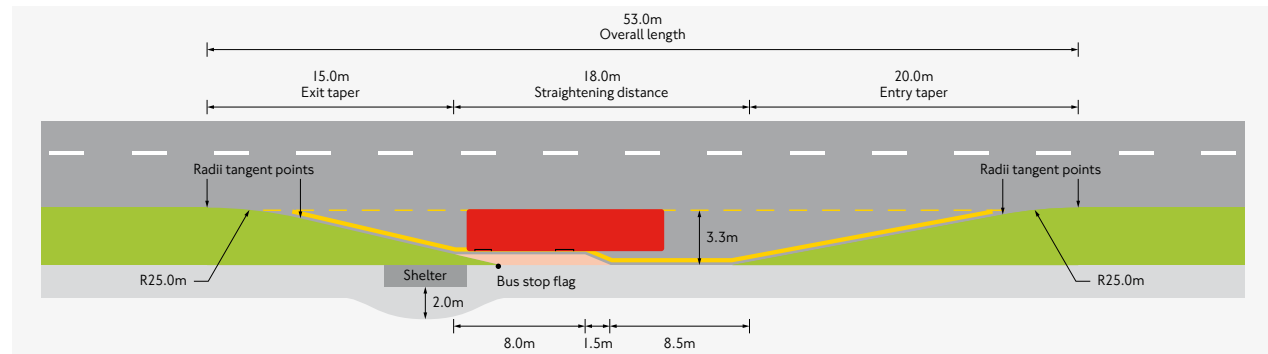 53.0m
Overall length
15.0m
Exit taper
18.0m
Straightening distance
20.0m
Entry taper
Radii tangent points
Radii tangent points
3.3m
R25.0m
Shelter
Bus stop flag
R25.0m
2.0m
8.0m
1.5m
8.5m